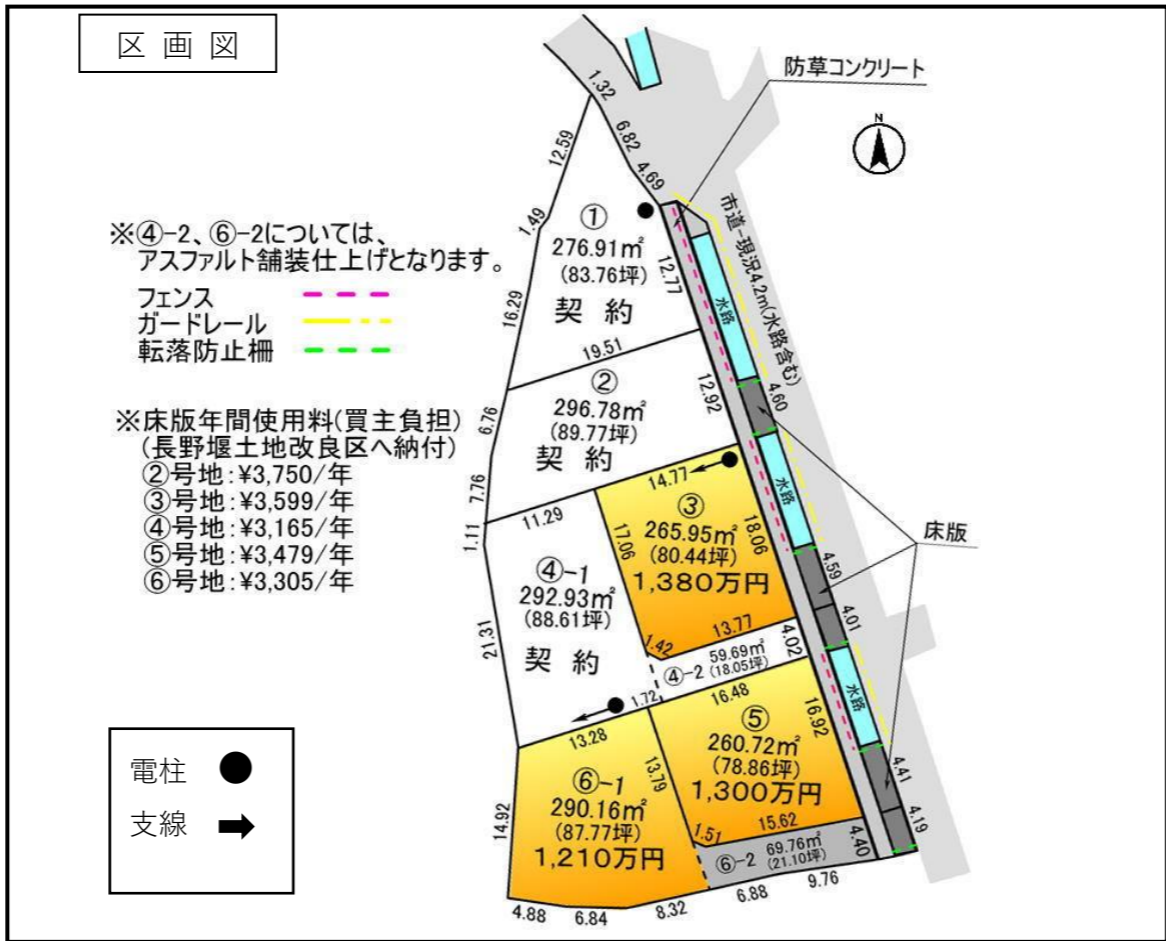 区画図
防草コンクリート
N
※④-2、⑥-2については、
アスファルト舗装仕上げとなります。
フェンス
ガードレール
転落防止柵
※床版年間使用料(買主負担)
(長野堰土地改良区へ納付)
②号地:¥3,750/年
③号地:¥3,599/年
④号地:¥3,165/年
⑤号地:¥3,479/年
⑥号地:¥3,305/年
電柱
支線
市道-現況4.2m(水路含む)
水路
水路
水路
床版
1.32
6.82
4.69
12.59
1.49
16.29
①
276.91㎡
(83.76坪)
契約
12.77
19.51
②
296.78㎡
(89.77坪)
契約
12.92
6.76
7.76
1.11
4.60
11.29
14.77
③
265.95㎡
(80.44坪)
1,380万円
17.06
18.06
13.77
1.42
4.59
4.01
④-1
292.93㎡
(88.61坪)
契約
21.31
④-2
59.69㎡
(18.05坪)
4.02
1.72
16.48
⑤
260.72㎡
(78.86坪)
1,300万円
16.92
15.62
1.51
13.28
13.79
⑥-1
290.16㎡
(87.77坪)
1,210万円
14.92
⑥-2
69.76㎡
(21.10坪)
4.40
4.41
4.19
4.88
6.84
8.32
6.88
9.76